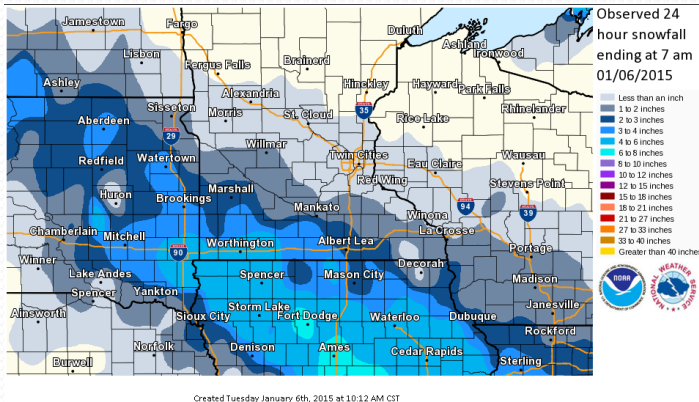 Observed 24
hour snowfall
ending at 7 am
01/06/2015
Less than an inch
1 to 2 inches
2 to 3 inches
3 to 4 inches
4 to 6 inches
6 to 8 inches
8 to 10 inches
10 to 12 inches
12 to 15 inches
15 to 18 inches
18 to 21 inches
21 to 27 inches
27 to 33 inches
33 to 40 inches
Greater than 40 inches
NOAA
NATIONAL WEATHER SERVICE
Jamestown Fargo Duluth
Ashland Ironwood
Lisbon Fergus Falls Brainerd
Ashley Hinckley Hayward Park Falls
Alexandria
Sisseton Morris St. Cloud 35 Rice Lake Rhinelander
Aberdeen
29
Willmar
Redfield Watertown Twin Cities Eau Claire Wausau
Red Wing Stevens Point
Huron Brookings Marshall
Mankato Winona 94 39
Chamberlain Mitchell Worthington Albert Lea La Crosse
90 Portage
Winner Lake Andes Spencer Mason City Decorah
Madison
Spencer Yankton
Ainsworth Sioux City Storm Lake Fort Dodge Waterloo Dubuque Janesville
Rockford
Norfolk Denison Ames Cedar Rapids
Burwell Sterling
Created Tuesday January 6th, 2015 at 10:12 AM CST